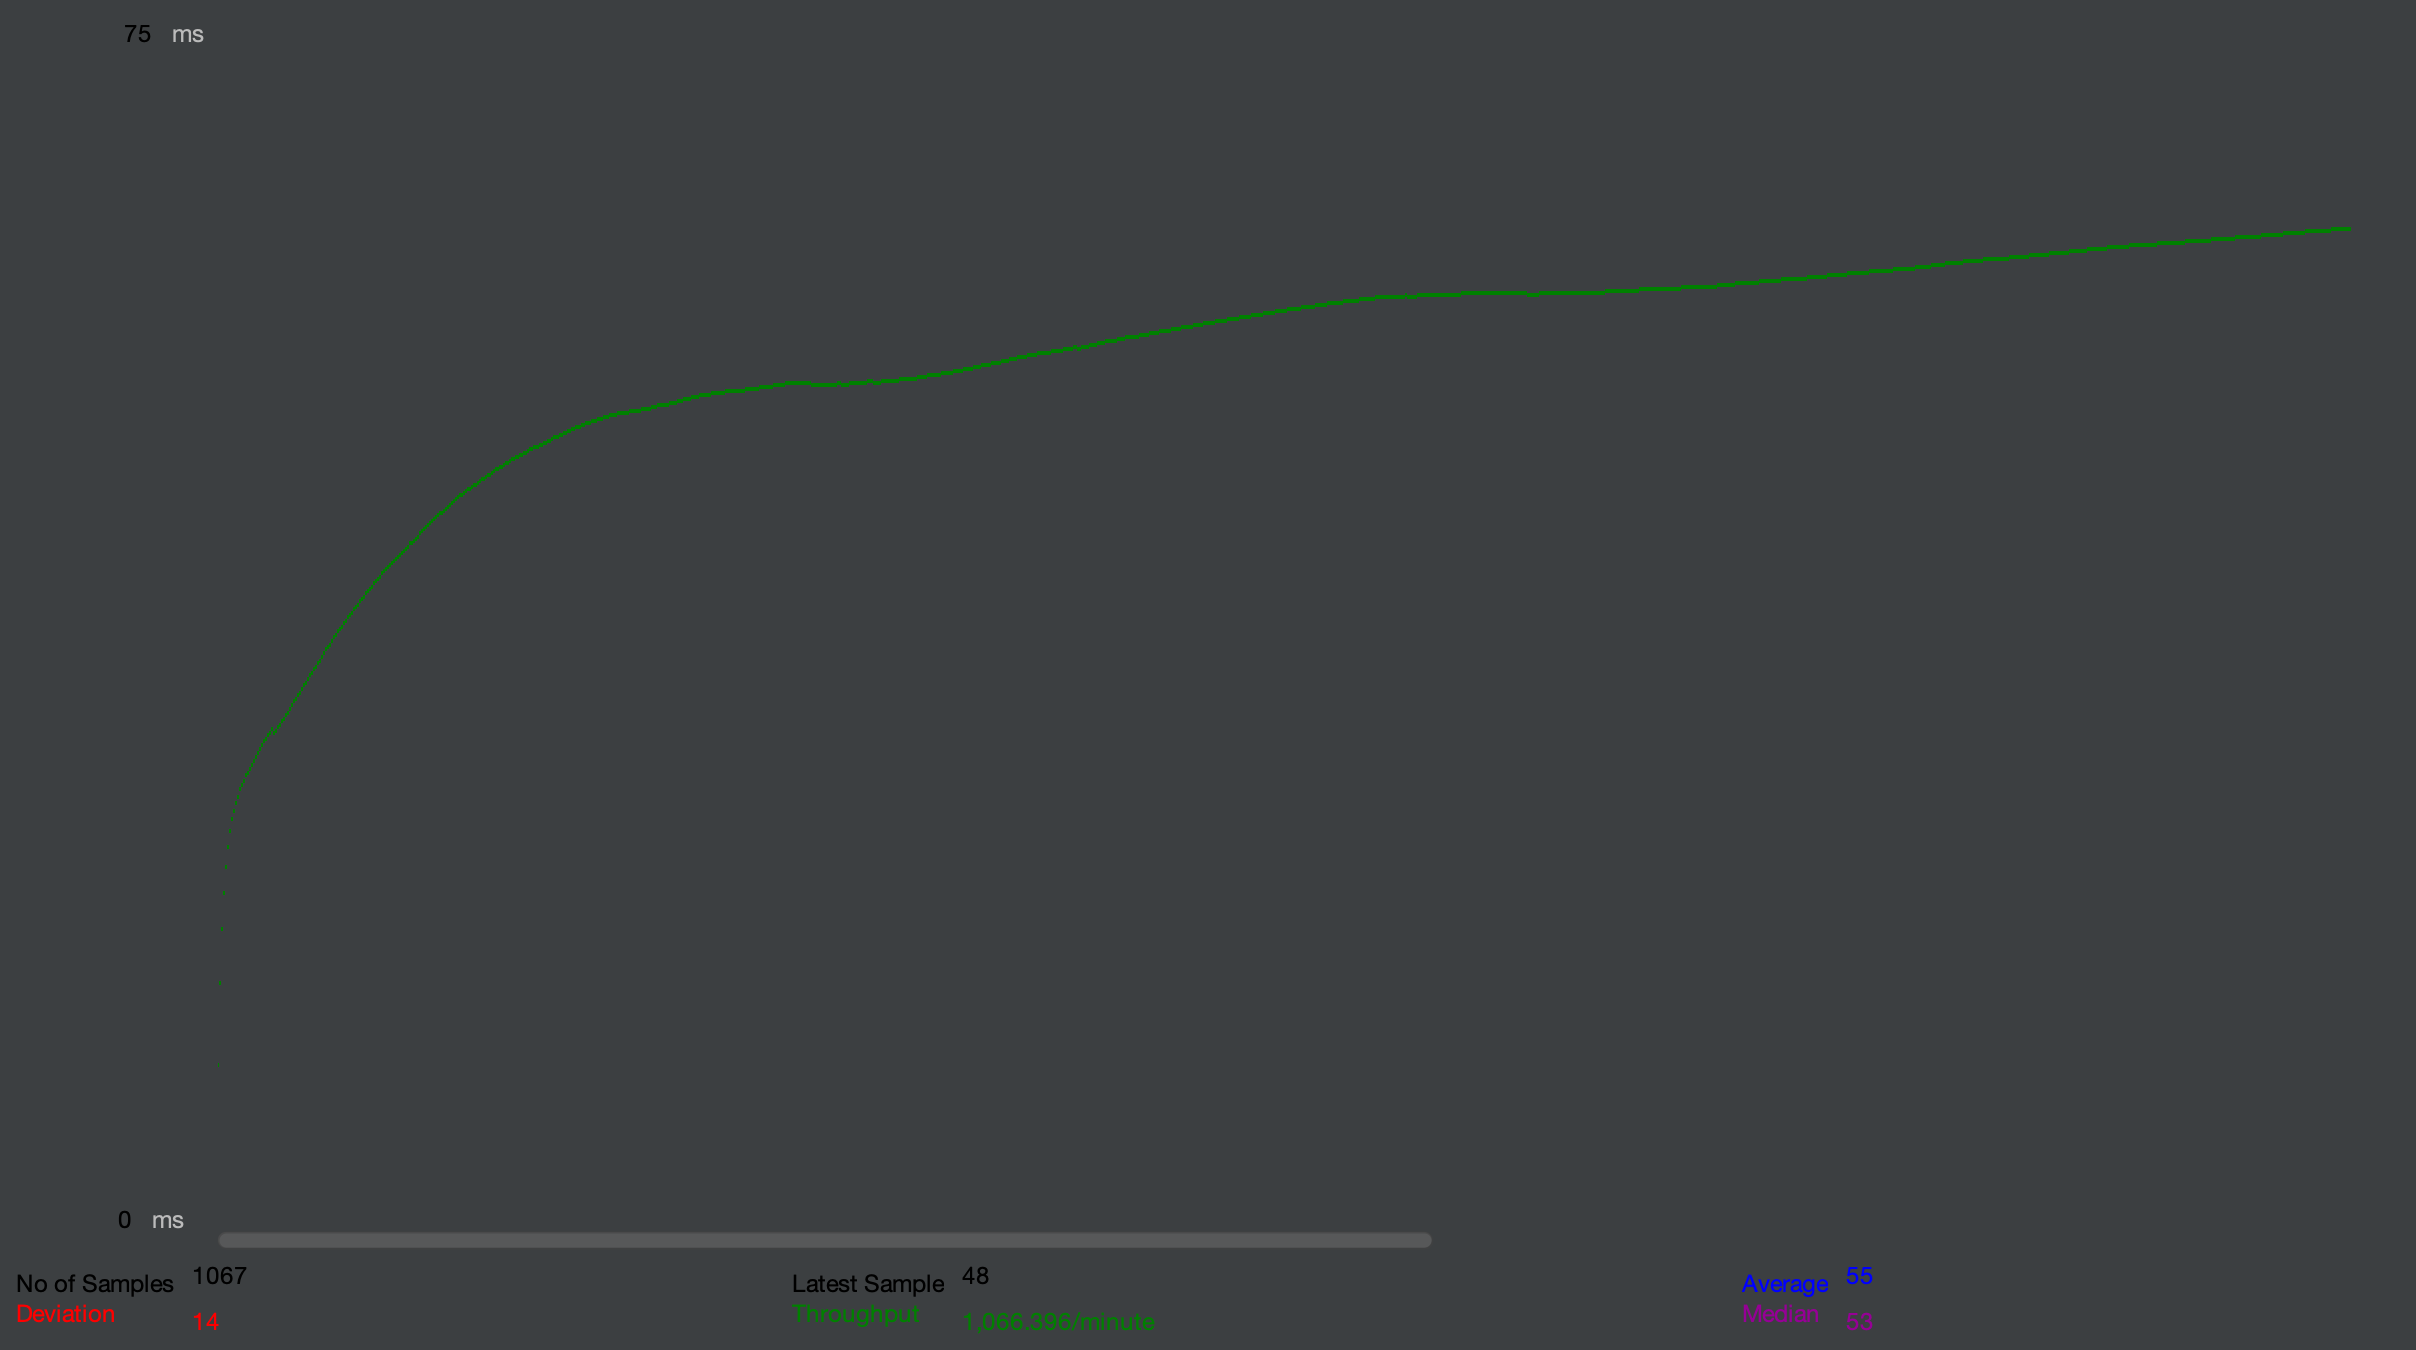 75 ms
0 ms
No of Samples 1067 Latest Sample 48 Average 55
Deviation 14 Throughput 1,066.396/minute Median 53